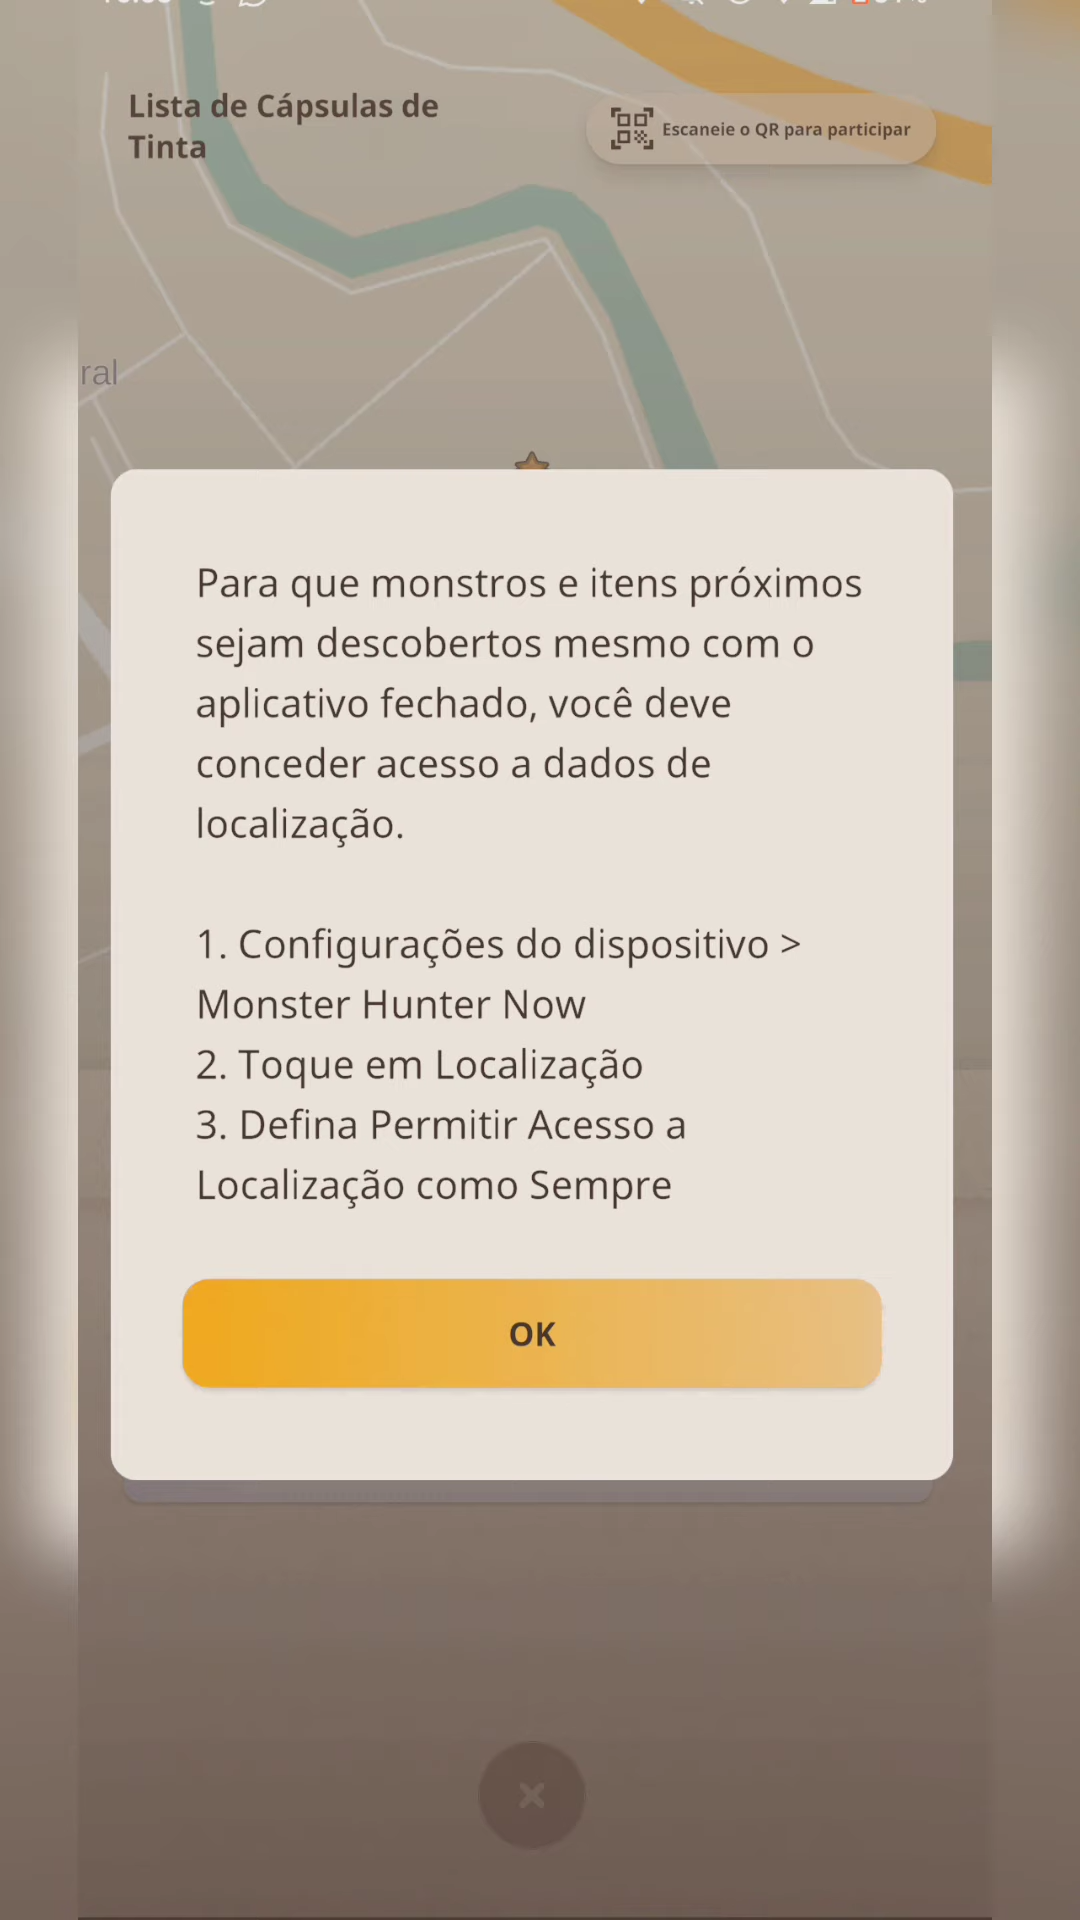 Lista de Cápsulas de
Tinta
Escaneie o QR para participar
ral
Para que monstros e itens próximos
sejam descobertos mesmo com o
aplicativo fechado, você deve
conceder acesso a dados de
localização.
1. Configurações do dispositivo >
Monster Hunter Now
2. Toque em Localização
3. Defina Permitir Acesso a
Localização como Sempre
OK